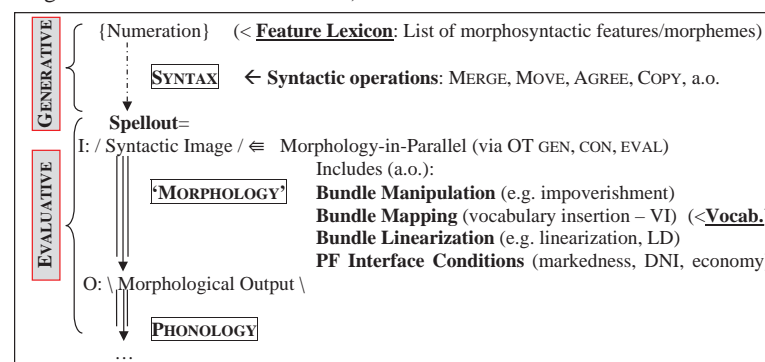 GENERATIVE
{Numeration} (< Feature Lexicon: List of morphosyntactic features/morphemes)
SYNTAX ← Syntactic operations: MERGE, MOVE, AGREE, COPY, a.o.
EVALUATIVE
Spellout=
I: / Syntactic Image / ⇚ Morphology-in-Parallel (via OT GEN, CON, EVAL)
Includes (a.o.):
'MORPHOLOGY' Bundle Manipulation (e.g. impoverishment)
Bundle Mapping (vocabulary insertion – VI) (<Vocab.
Bundle Linearization (e.g. linearization, LD)
PF Interface Conditions (markedness, DNI, economy
O: \ Morphological Output \
PHONOLOGY
…